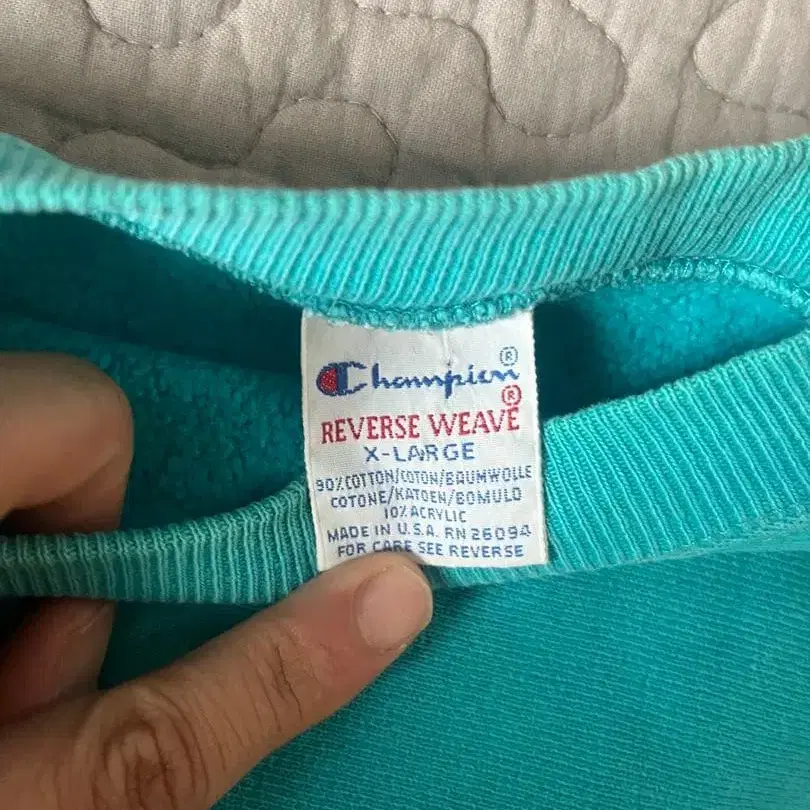 Champion®
REVERSE WEAVE®
X-LARGE
90% COTTON/COTON/BAUMWOLLE
COTONE/KATOEN/BOMULD
10% ACRYLIC
MADE IN U.S.A. RN 26094
FOR CARE SEE REVERSE